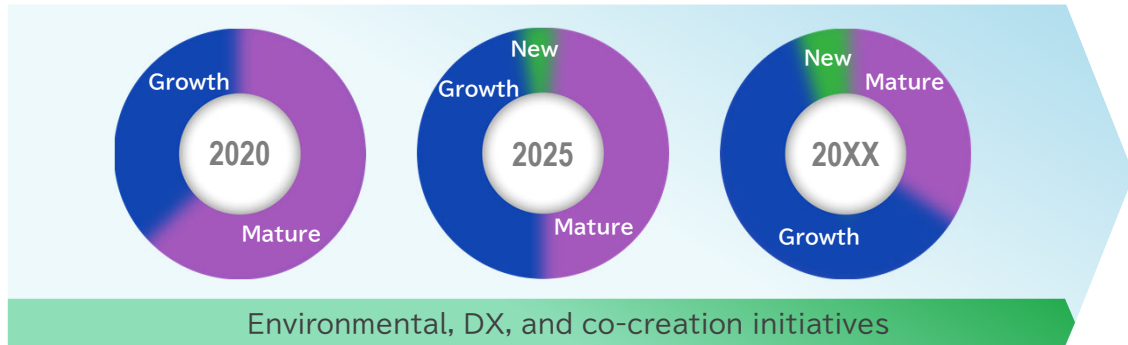 Growth
2020
Mature
New
Growth
2025
Mature
New
Mature
20XX
Growth
Environmental, DX, and co-creation initiatives